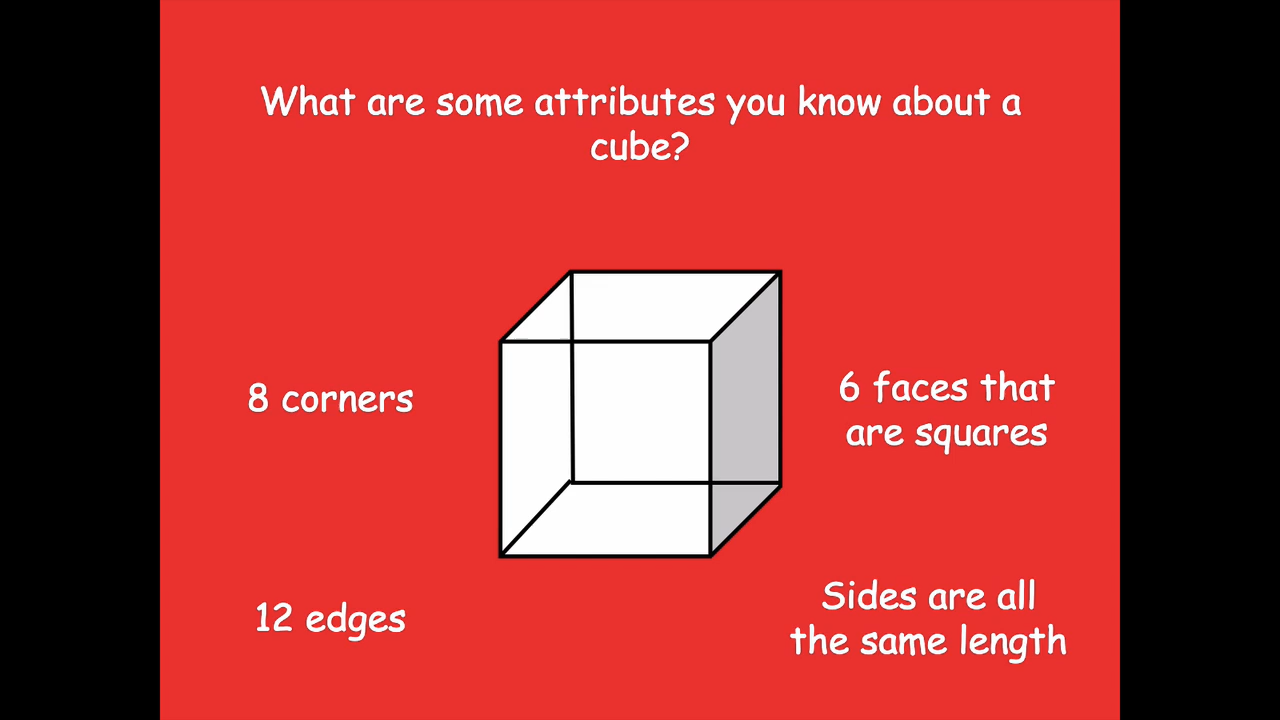 What are some attributes you know about a
cube?
8 corners
6 faces that
are squares
12 edges
Sides are all
the same length